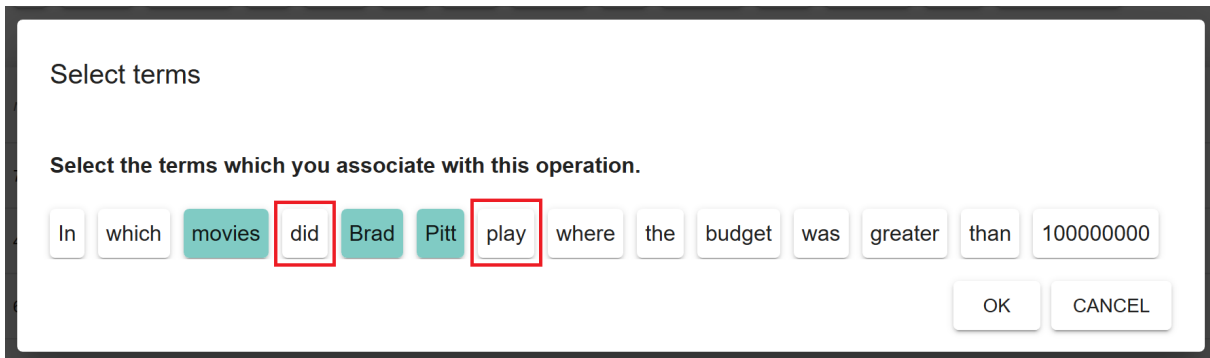 Select terms
Select the terms which you associate with this operation.
In which movies did Brad Pitt play where the budget was greater than 100000000
OK CANCEL